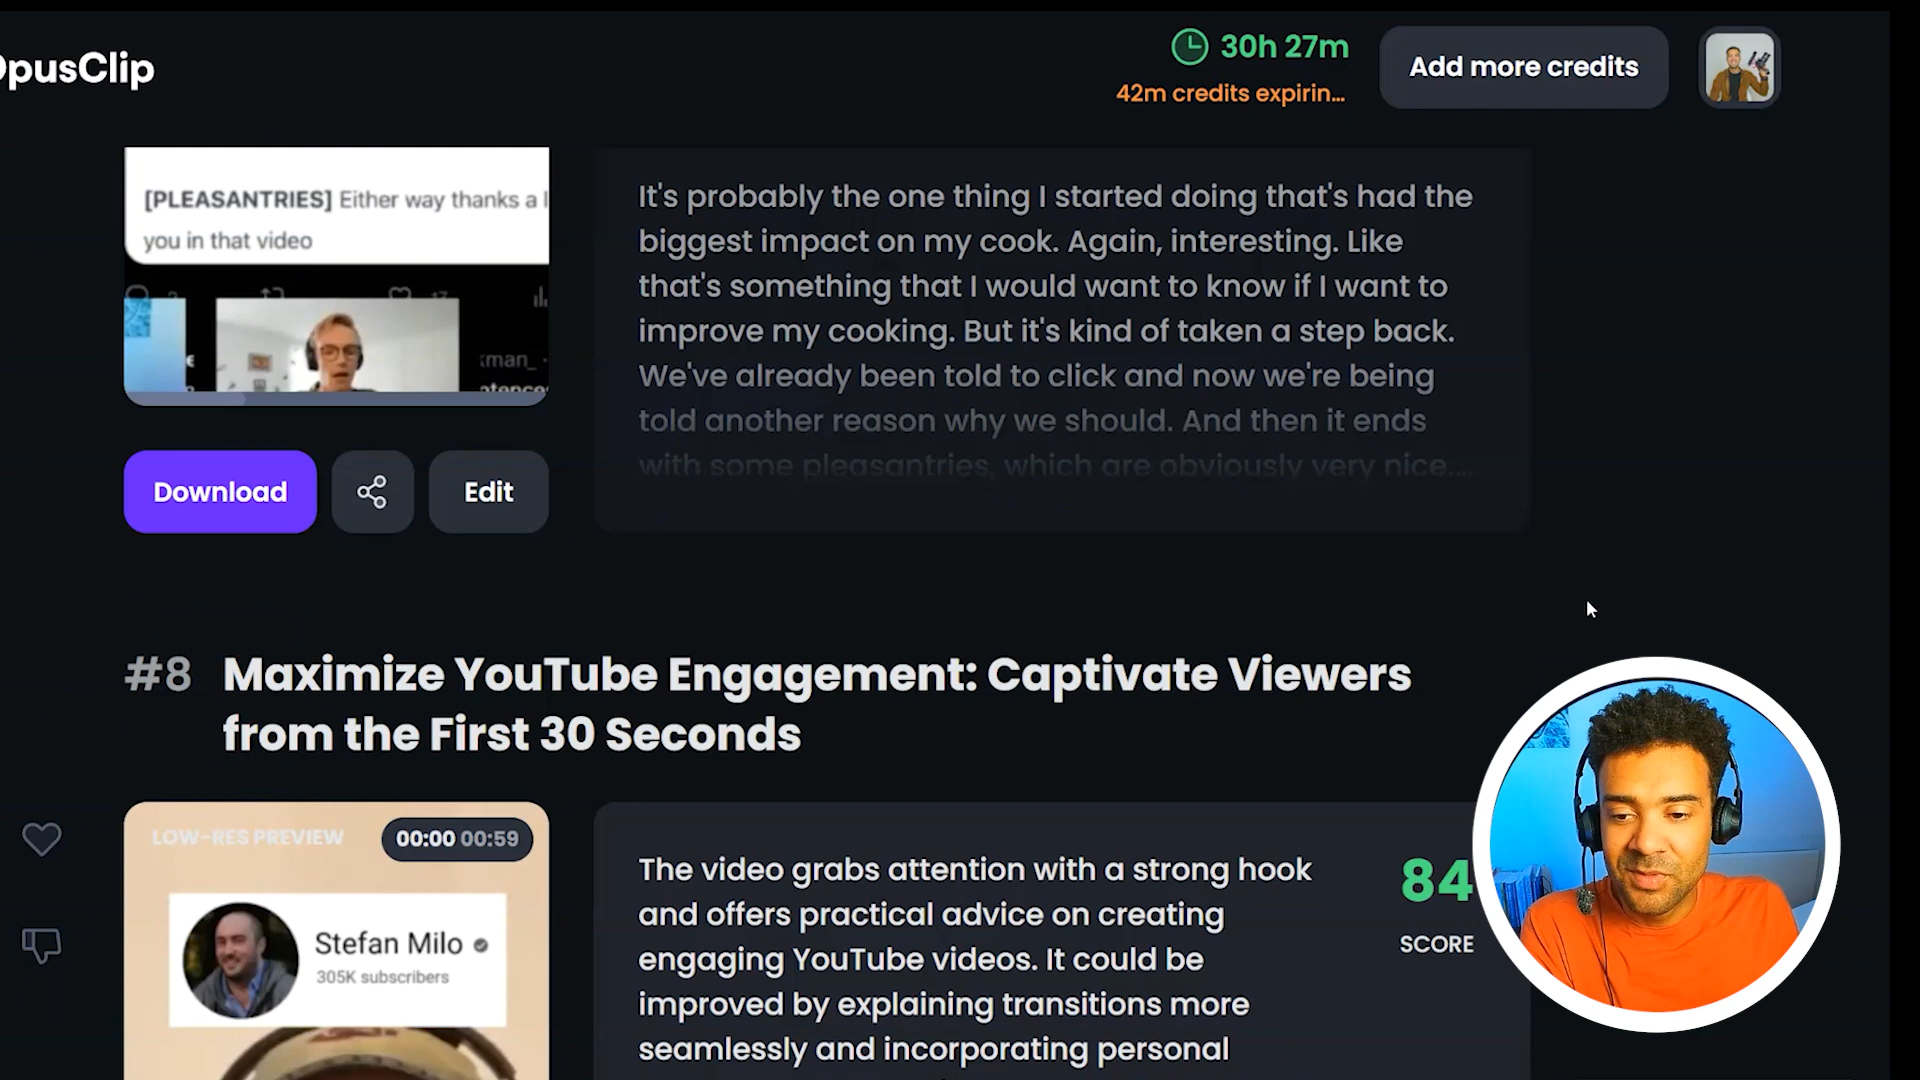 OpusClip
30h 27m
42m credits expirin...
Add more credits
[PLEASANTRIES] Either way thanks a l
you in that video
It's probably the one thing I started doing that's had the
biggest impact on my cook. Again, interesting. Like
that's something that I would want to know if I want to
improve my cooking. But it's kind of taken a step back.
We've already been told to click and now we're being
told another reason why we should. And then it ends
with some pleasantries, which are obviously very nice....
Download
Edit
#8 Maximize YouTube Engagement: Captivate Viewers
from the First 30 Seconds
LOW-RES PREVIEW
00:00 00:59
Stefan Milo
305K subscribers
The video grabs attention with a strong hook
and offers practical advice on creating
engaging YouTube videos. It could be
improved by explaining transitions more
seamlessly and incorporating personal
84
SCORE